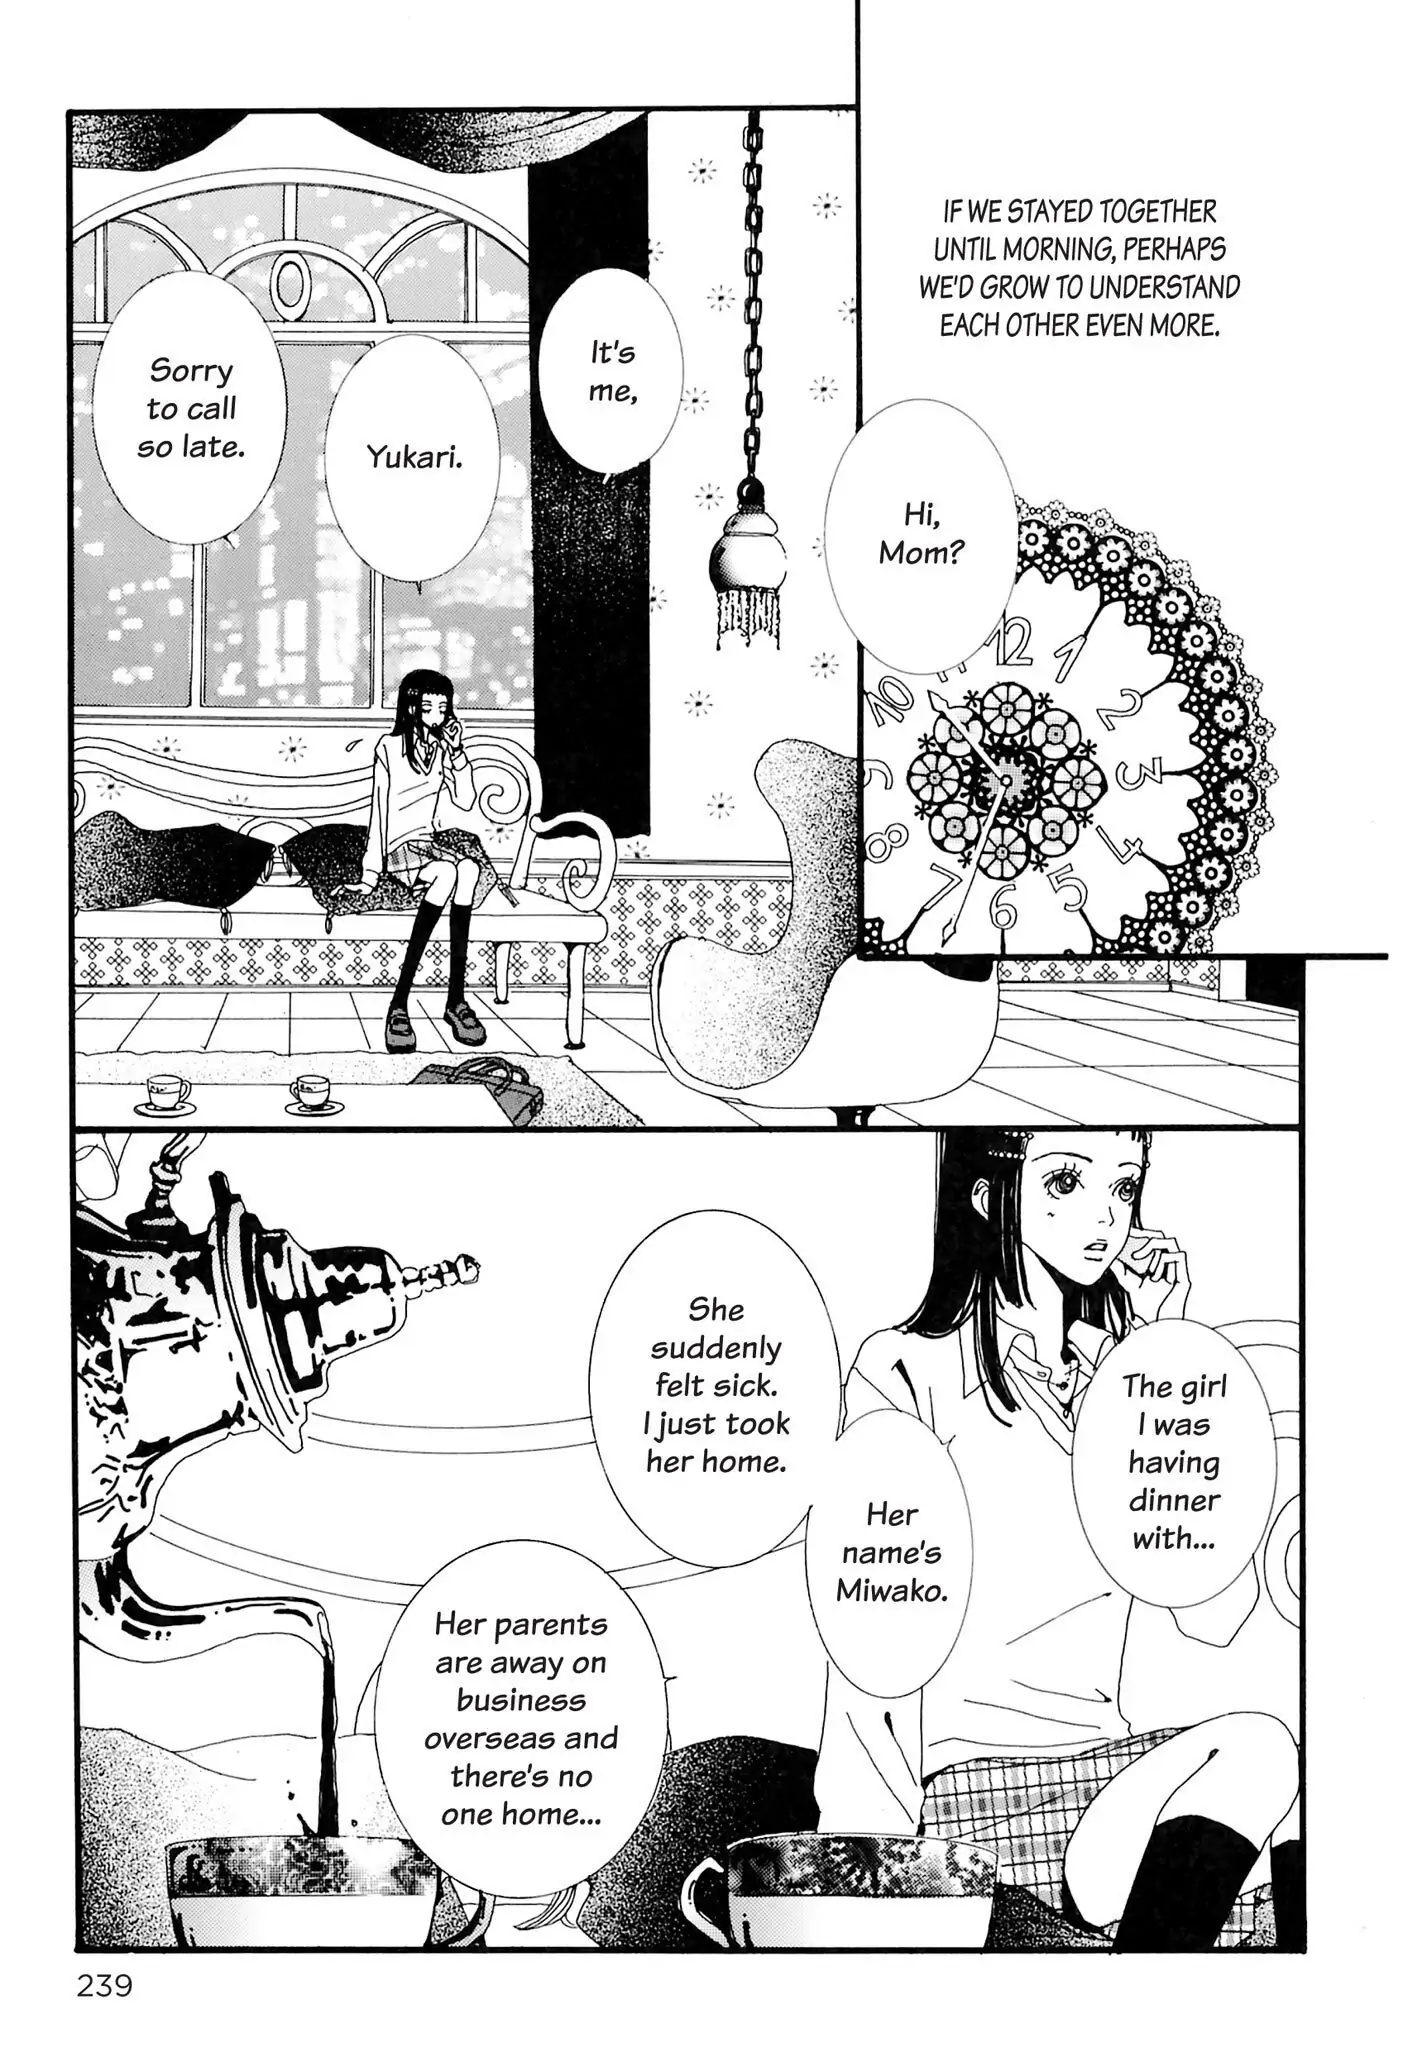 IF WE STAYED TOGETHER
UNTIL MORNING, PERHAPS
WE'D GROW TO UNDERSTAND
EACH OTHER EVEN MORE.
Hi,
Mom?
It's
me,
Yukari.
Sorry
to call
so late.
12
1
2
3
4
5
6
7
8
9
10
11
The girl
I was
having
dinner
with...
Her
name's
Miwako.
She
suddenly
felt sick.
I just took
her home.
Her parents
are away on
business
overseas and
there's no
one home...
239